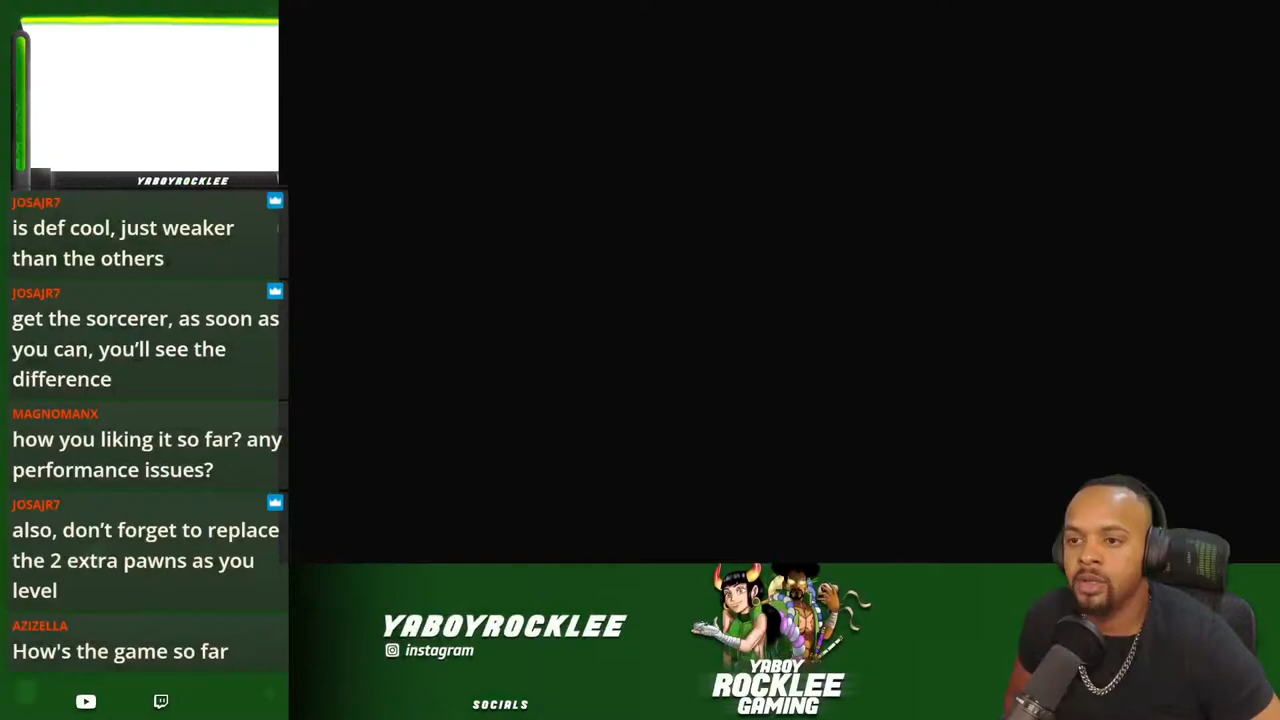 YABOYROCKLEE
JOSAJR7
is def cool, just weaker
than the others
JOSAJR7
get the sorcerer, as soon as
you can, you'll see the
difference
MAGNOMANX
how you liking it so far? any
performance issues?
JOSAJR7
also, don't forget to replace
the 2 extra pawns as you
level
AZIZELLA
How's the game so far
YABOYROCKLEE
instagram
SOCIALS
YABOY
ROCKLEE
GAMING